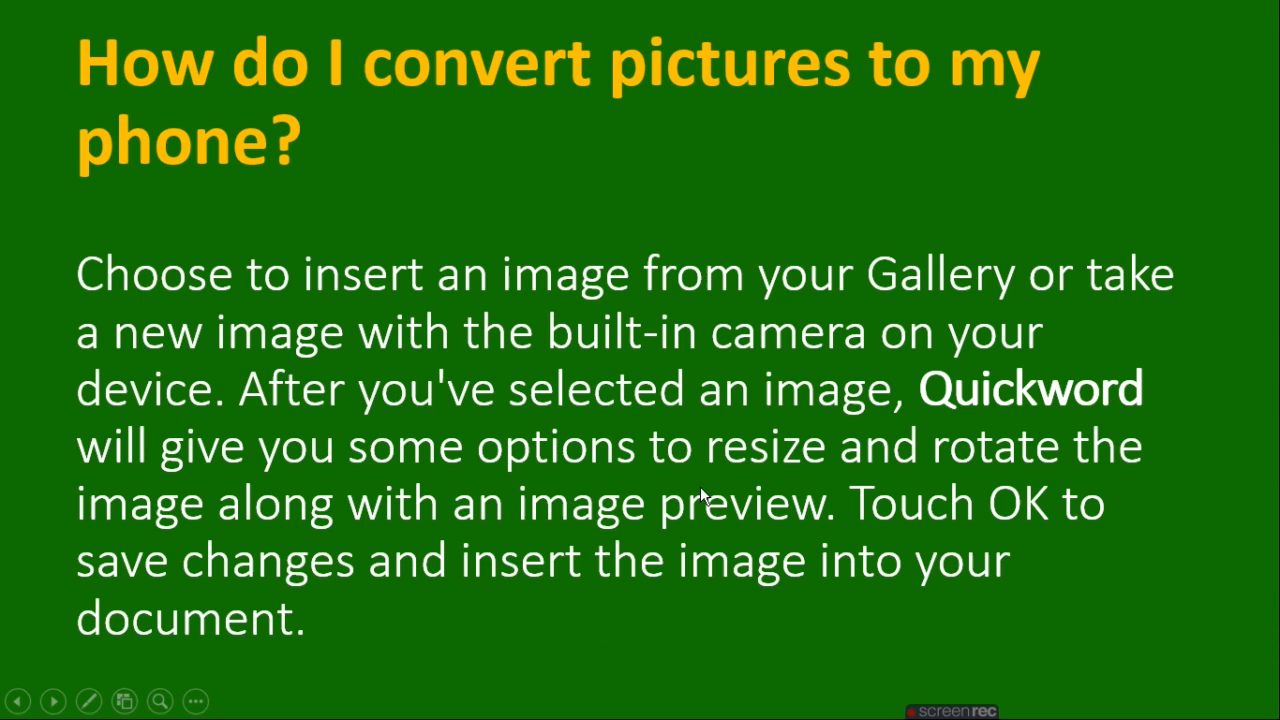 How do I convert pictures to my
phone?
Choose to insert an image from your Gallery or take
a new image with the built-in camera on your
device. After you've selected an image, Quickword
will give you some options to resize and rotate the
image along with an image preview. Touch OK to
save changes and insert the image into your
document.
screenrec